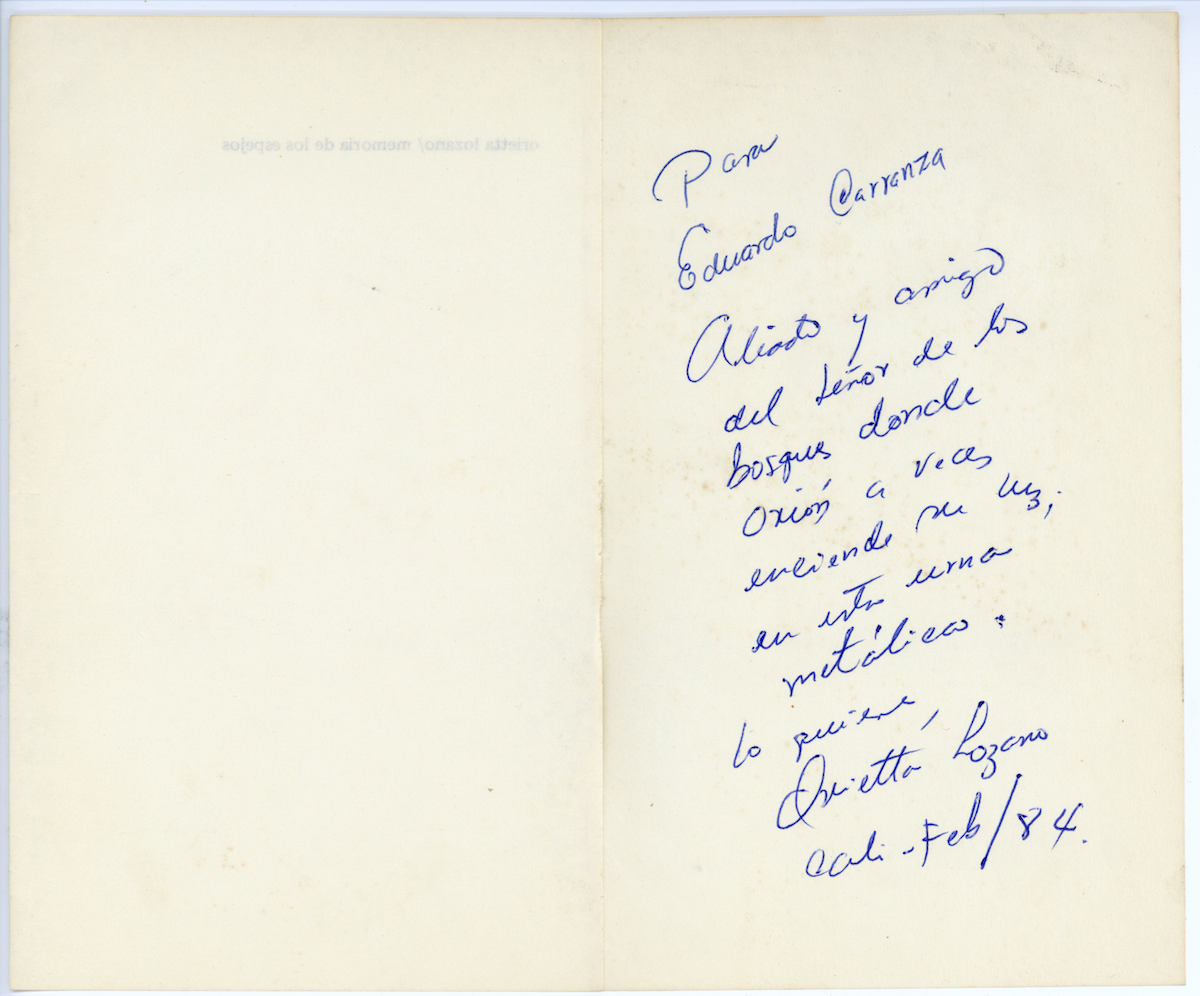 orietta lozano/ memoria de los espejos
Para
Eduardo Carranza
Aliado y amigo
del señor de los
bosques donde
Orión a veces
enciende su luz;
en esta urna
metálica.
lo quiere,
Orietta Lozano
Cali-Feb/84.